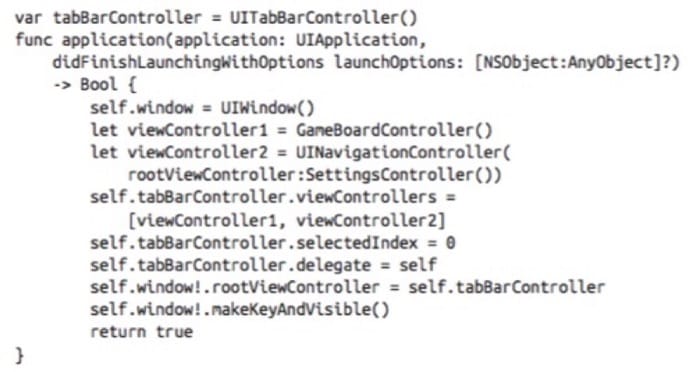 var tabBarController = UITabBarController()
func application(application: UIApplication,
didFinishLaunchingWithOptions launchOptions: [NSObject:AnyObject]?)
-> Bool {
self.window = UIWindow()
let viewController1 = GameBoardController()
let viewController2 = UINavigationController(
rootViewController:SettingsController())
self.tabBarController.viewControllers =
[viewController1, viewController2]
self.tabBarController.selectedIndex = 0
self.tabBarController.delegate = self
self.window!.rootViewController = self.tabBarController
self.window!.makeKeyAndVisible()
return true
}